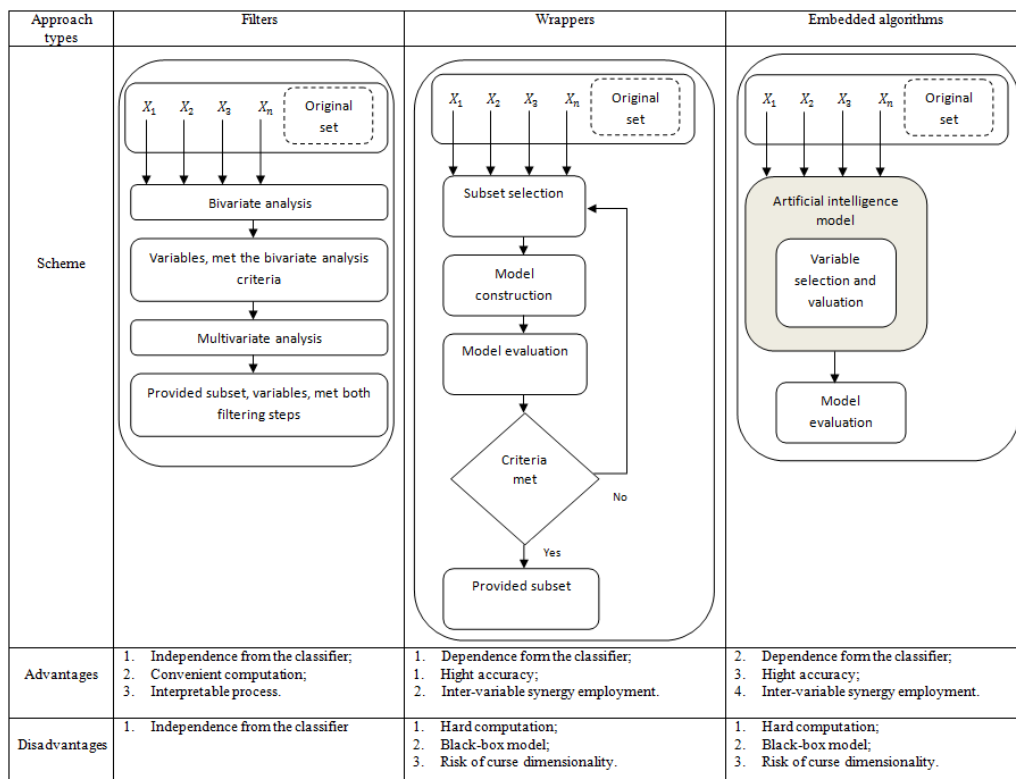 Approach types
Filters
Wrappers
Embedded algorithms
Scheme
X1 X2 X3 Xn
Original
set
Bivariate analysis
Variables, met the bivariate analysis
criteria
Multivariate analysis
Provided subset, variables, met both
filtering steps
X1 X2 X3 Xn
Original
set
Subset selection
Model
construction
Model evaluation
Criteria
met
No
Yes
Provided subset
X1 X2 X3 Xn
Original
set
Artificial intelligence
model
Variable
selection and
valuation
Model
evaluation
Advantages
1. Independence from the classifier;
2. Convenient computation;
3. Interpretable process.
1. Dependence form the classifier;
1. Hight accuracy;
2. Inter-variable synergy employment.
2. Dependence form the classifier;
3. Hight accuracy;
4. Inter-variable synergy employment.
Disadvantages
1. Independence from the classifier
1. Hard computation;
2. Black-box model;
3. Risk of curse dimensionality.
1. Hard computation;
2. Black-box model;
3. Risk of curse dimensionality.